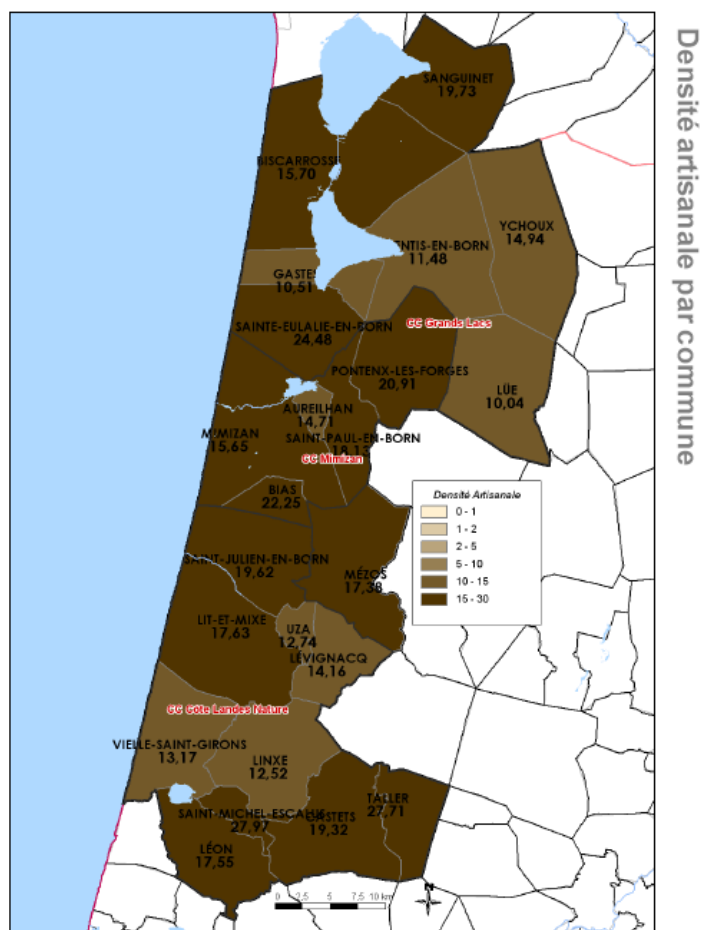 Densité artisanale par commune
SANGUINET
19,73
BISCARROSSE
15,70
YCHOUX
14,94
ENTIS-EN-BORN
11,48
GASTES
10,51
CC Grands Lacs
SAINTE-EULALIE-EN-BORN
24,48
PONTENX-LES-FORGES
20,91
LÜE
10,04
AUREILHAN
14,71
MIMIZAN
15,65
SAINT-PAUL-EN-BORN
18,13
CC Mimizan
BIAS
22,25
Densité Artisanale
0 - 1
1 - 2
2 - 5
5 - 10
10 - 15
15 - 30
SAINT-JULIEN-EN-BORN
19,62
MÉZOS
17,38
LIT-ET-MIXE
17,63
UZA
12,74
LÉVIGNACQ
14,16
CC Côte Landes Nature
VIELLE-SAINT-GIRONS
13,17
LINXE
12,52
TALLER
27,71
SAINT-MICHEL-ESCALUS
27,97
CASTETS
19,32
LÉON
17,55
0 2,5 5 7,5 10 km
N